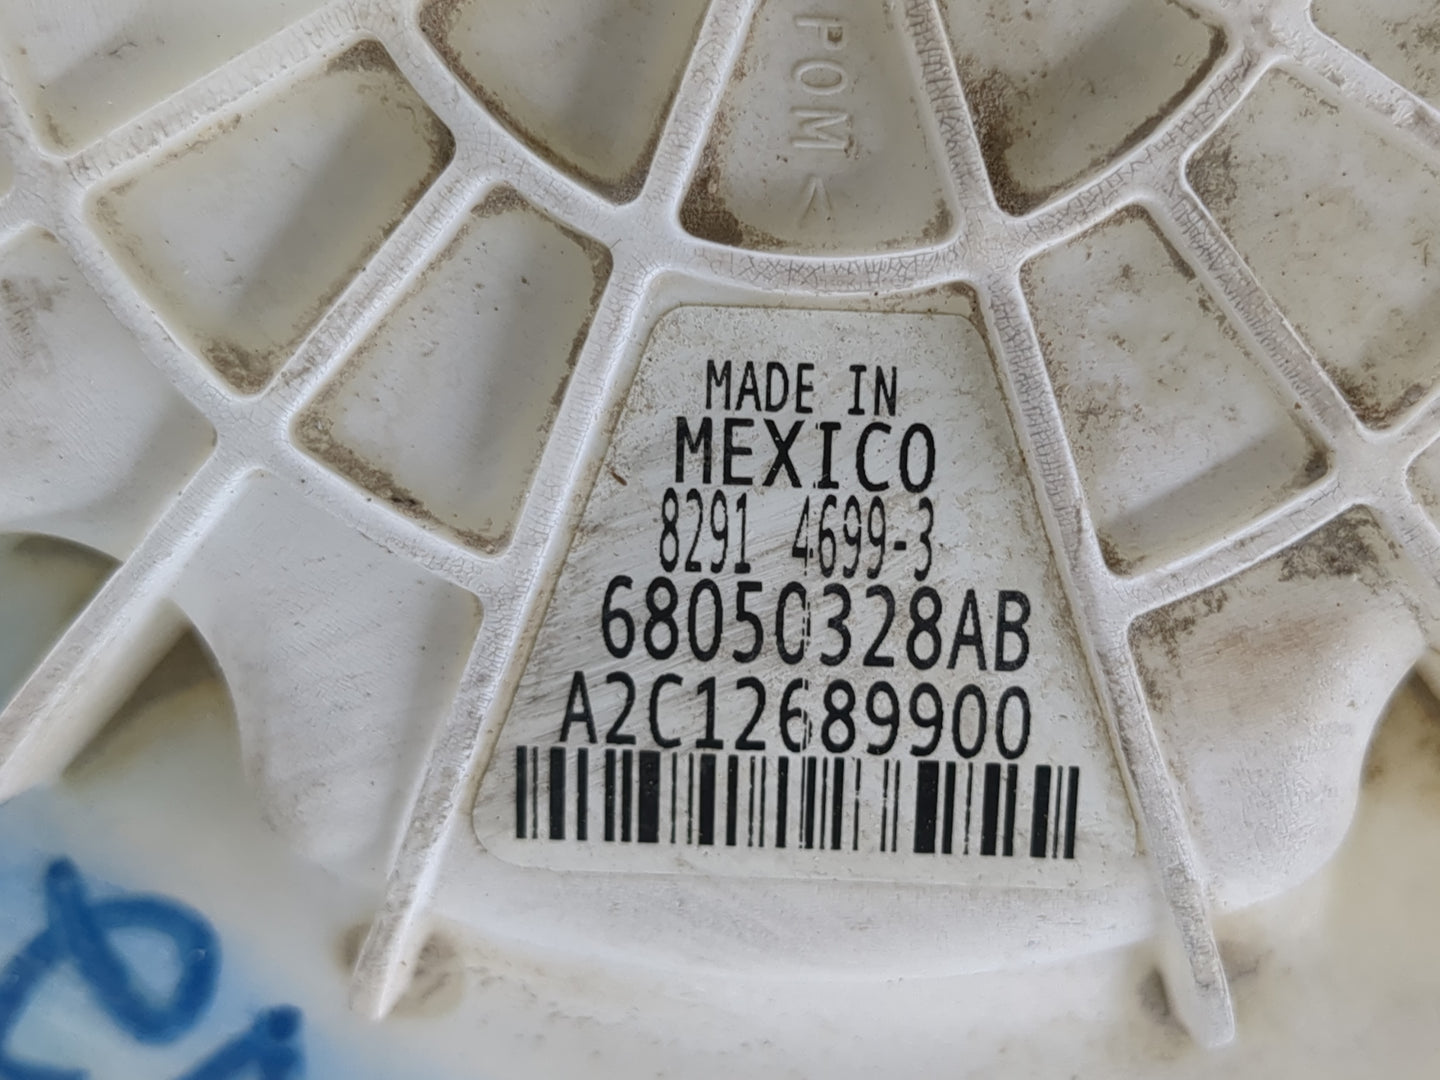 POM<
MADE IN
MEXICO
8291 4699-3
68050328AB
A2C12689900